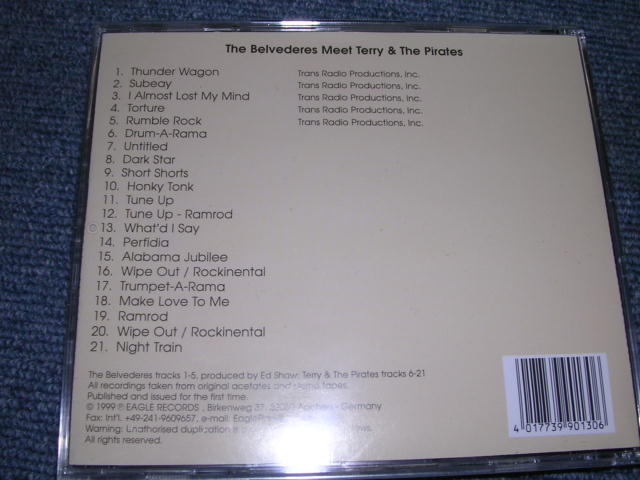 The Belvederes Meet Terry & The Pirates
1. Thunder Wagon Trans Radio Productions, Inc.
2. Subeay Trans Radio Productions, Inc.
3. I Almost Lost My Mind Trans Radio Productions, Inc.
4. Torture Trans Radio Productions, Inc.
5. Rumble Rock Trans Radio Productions, Inc.
6. Drum-A-Rama
7. Untitled
8. Dark Star
9. Short Shorts
10. Honky Tonk
11. Tune Up
12. Tune Up - Ramrod
13. What'd I Say
14. Perfidia
15. Alabama Jubilee
16. Wipe Out / Rockinental
17. Trumpet-A-Rama
18. Make Love To Me
19. Ramrod
20. Wipe Out / Rockinental
21. Night Train
The Belvederes tracks 1-5, produced by Ed Shaw; Terry & The Pirates tracks 6-21
All recordings taken from original acetates and demo tapes.
Published and issued for the first time.
© 1999 ℗ EAGLE RECORDS, Birkenweg 37, Germany
Fax: Int'l. +49-241-9609657, e-mail:
Warning: Unauthorised duplication is
All rights reserved.
4 017739 901306